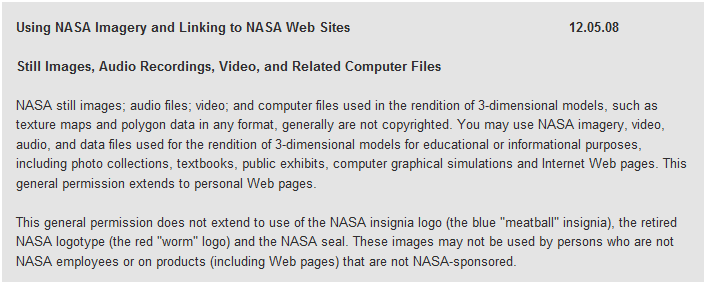 Using NASA Imagery and Linking to NASA Web Sites 12.05.08
Still Images, Audio Recordings, Video, and Related Computer Files
NASA still images; audio files; video; and computer files used in the rendition of 3-dimensional models, such as
texture maps and polygon data in any format, generally are not copyrighted. You may use NASA imagery, video,
audio, and data files used for the rendition of 3-dimensional models for educational or informational purposes,
including photo collections, textbooks, public exhibits, computer graphical simulations and Internet Web pages. This
general permission extends to personal Web pages.
This general permission does not extend to use of the NASA insignia logo (the blue "meatball" insignia), the retired
NASA logotype (the red "worm" logo) and the NASA seal. These images may not be used by persons who are not
NASA employees or on products (including Web pages) that are not NASA-sponsored.